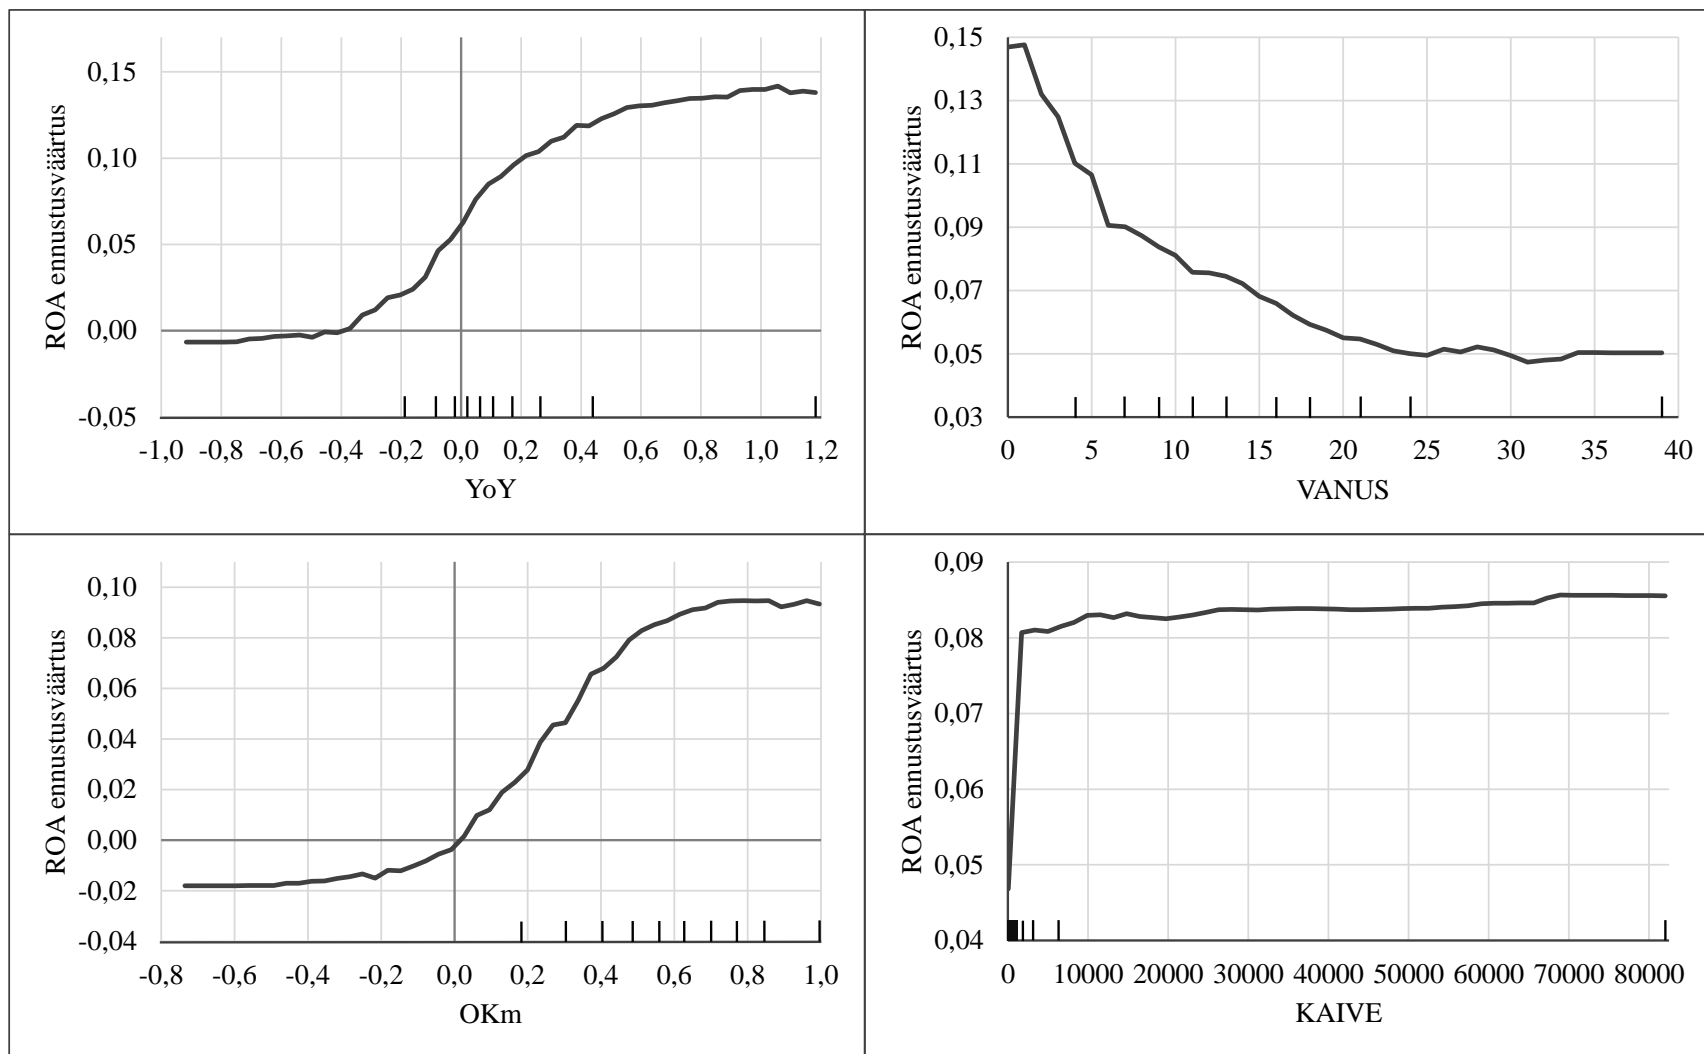 ROA ennustusväärtus
0,15
0,10
0,05
0,00
-0,05
-1,0 -0,8 -0,6 -0,4 -0,2 0,0 0,2 0,4 0,6 0,8 1,0 1,2
YoY
ROA ennustusväärtus
0,15
0,13
0,11
0,09
0,07
0,05
0,03
0 5 10 15 20 25 30 35 40
VANUS
ROA ennustusväärtus
0,10
0,08
0,06
0,04
0,02
0,00
-0,02
-0,04
-0,8 -0,6 -0,4 -0,2 0,0 0,2 0,4 0,6 0,8 1,0
OKm
ROA ennustusväärtus
0,09
0,08
0,07
0,06
0,05
0,04
0 10000 20000 30000 40000 50000 60000 70000 80000
KAIVE